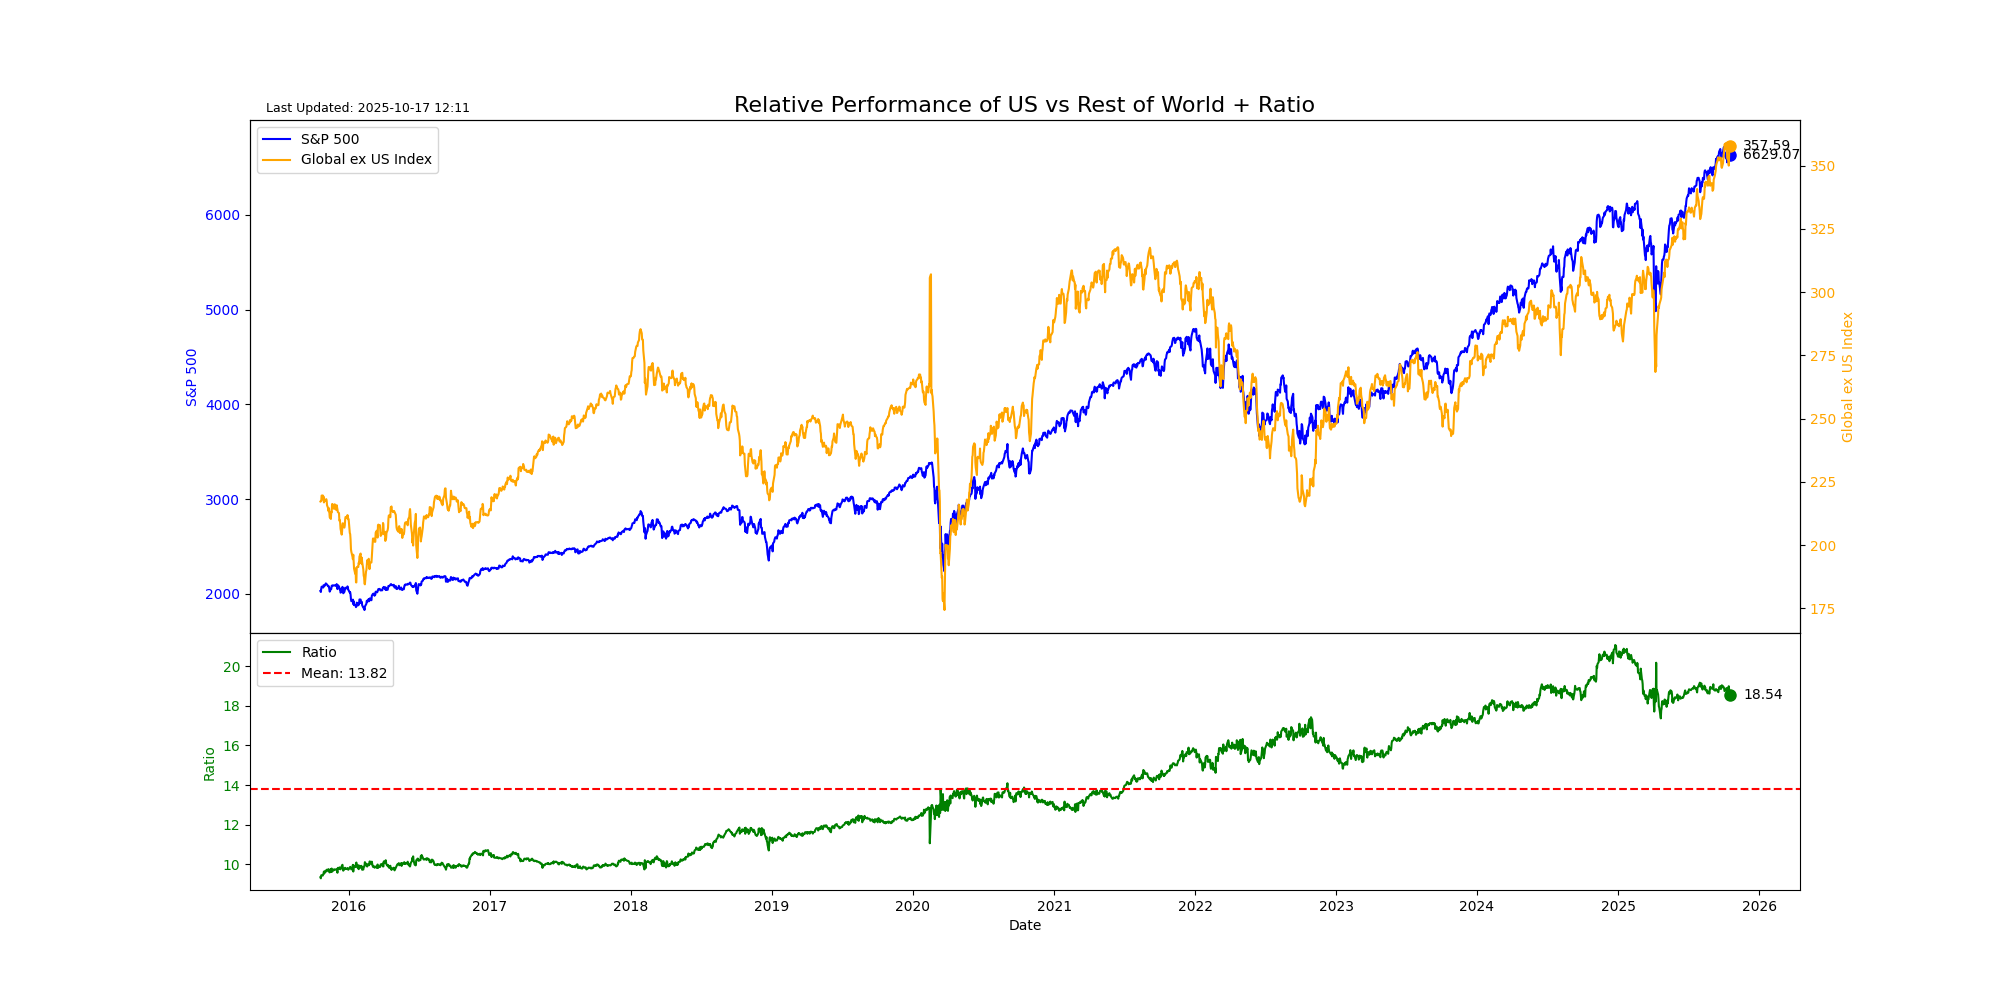 Relative Performance of US vs Rest of World + Ratio
Last Updated: 2025-10-17 12:11
S&P 500
Global ex US Index
357.59
6629.07
6000
5000
4000
3000
2000
S&P 500
350
325
300
275
250
225
200
175
Global ex US Index
Ratio
Mean: 13.82
18.54
20
18
16
14
12
10
Ratio
2016 2017 2018 2019 2020 2021 2022 2023 2024 2025 2026
Date